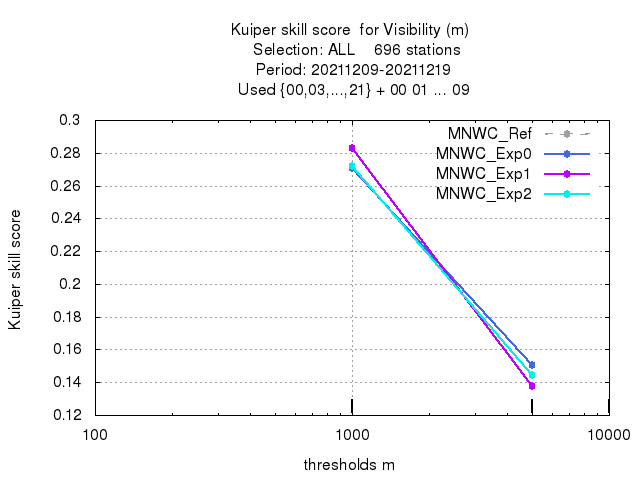 Kuiper skill score  for Visibility (m)
Selection: ALL    696 stations
Period: 20211209-20211219
Used {00,03,...,21} + 00 01 ... 09
MNWC_Ref
MNWC_Exp0
MNWC_Exp1
MNWC_Exp2
0.3
0.28
0.26
0.24
0.22
0.2
0.18
0.16
0.14
0.12
Kuiper skill score
100
1000
10000
thresholds m